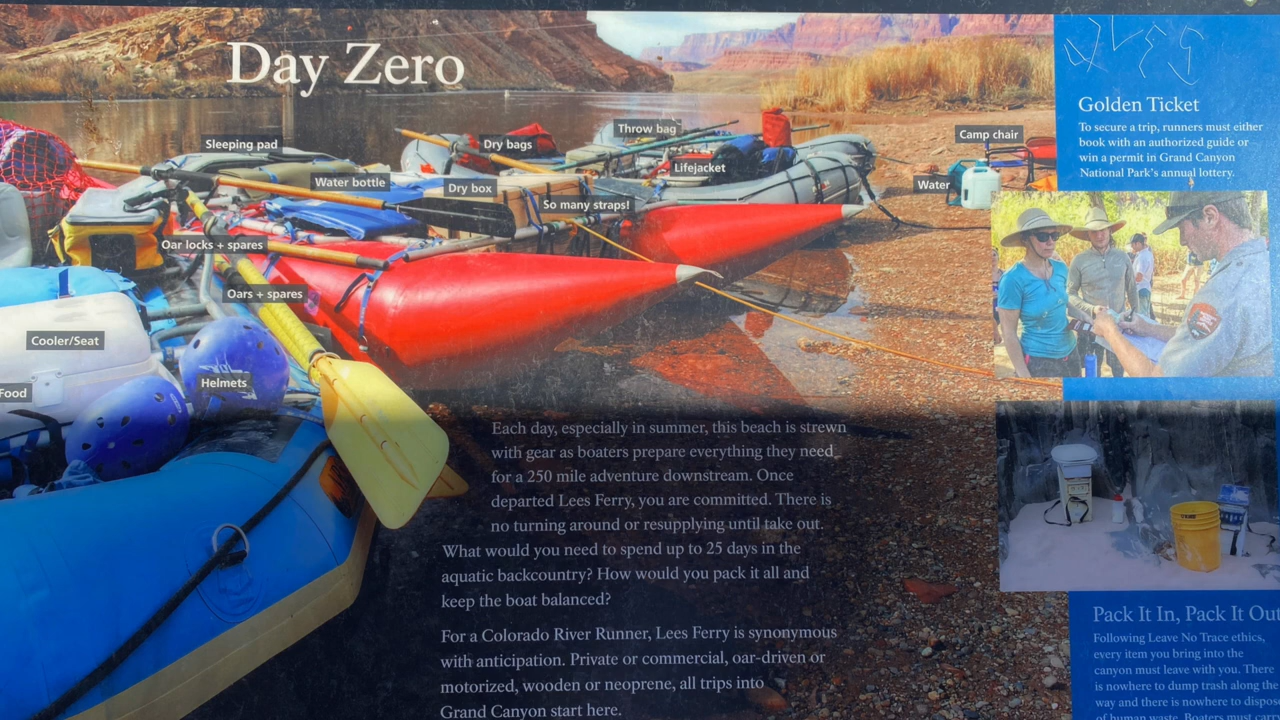 Day Zero
Sleeping pad
Throw bag
Dry bags
Camp chair
Lifejacket
Water bottle
Dry box
Water
So many straps!
Oar locks + spares
Oars + spares
Cooler/Seat
Helmets
Food
Each day, especially in summer, this beach is strewn
with gear as boaters prepare everything they need
for a 250 mile adventure downstream. Once
departed Lees Ferry, you are committed. There is
no turning around or resupplying until take out.
What would you need to spend up to 25 days in the
aquatic backcountry? How would you pack it all and
keep the boat balanced?
For a Colorado River Runner, Lees Ferry is synonymous
with anticipation. Private or commercial, oar-driven or
motorized, wooden or neoprene, all trips into
Grand Canyon start here.
Golden Ticket
To secure a trip, runners must either
book with an authorized guide or
win a permit in Grand Canyon
National Park's annual lottery.
Pack It In, Pack It Out
Following Leave No Trace ethics,
every item you bring into the
canyon must leave with you. There
is nowhere to dump trash along the
way and there is nowhere to dispos
of human waste. Boaters must